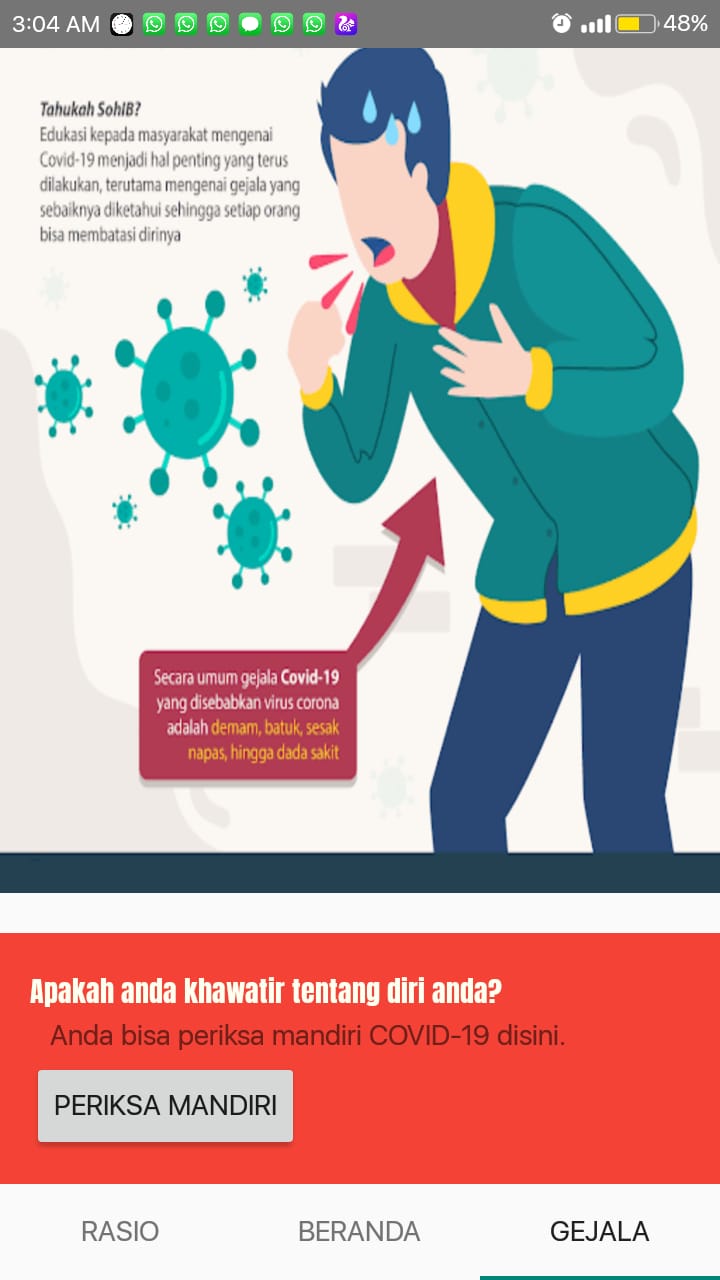 3:04 AM
48%
Tahukah SohIB?
Edukasi kepada masyarakat mengenai
Covid-19 menjadi hal penting yang terus
dilakukan, terutama mengenai gejala yang
sebaiknya diketahui sehingga setiap orang
bisa membatasi dirinya
Secara umum gejala Covid-19
yang disebabkan virus corona
adalah demam, batuk, sesak
napas, hingga dada sakit
Apakah anda khawatir tentang diri anda?
Anda bisa periksa mandiri COVID-19 disini.
PERIKSA MANDIRI
RASIO
BERANDA
GEJALA